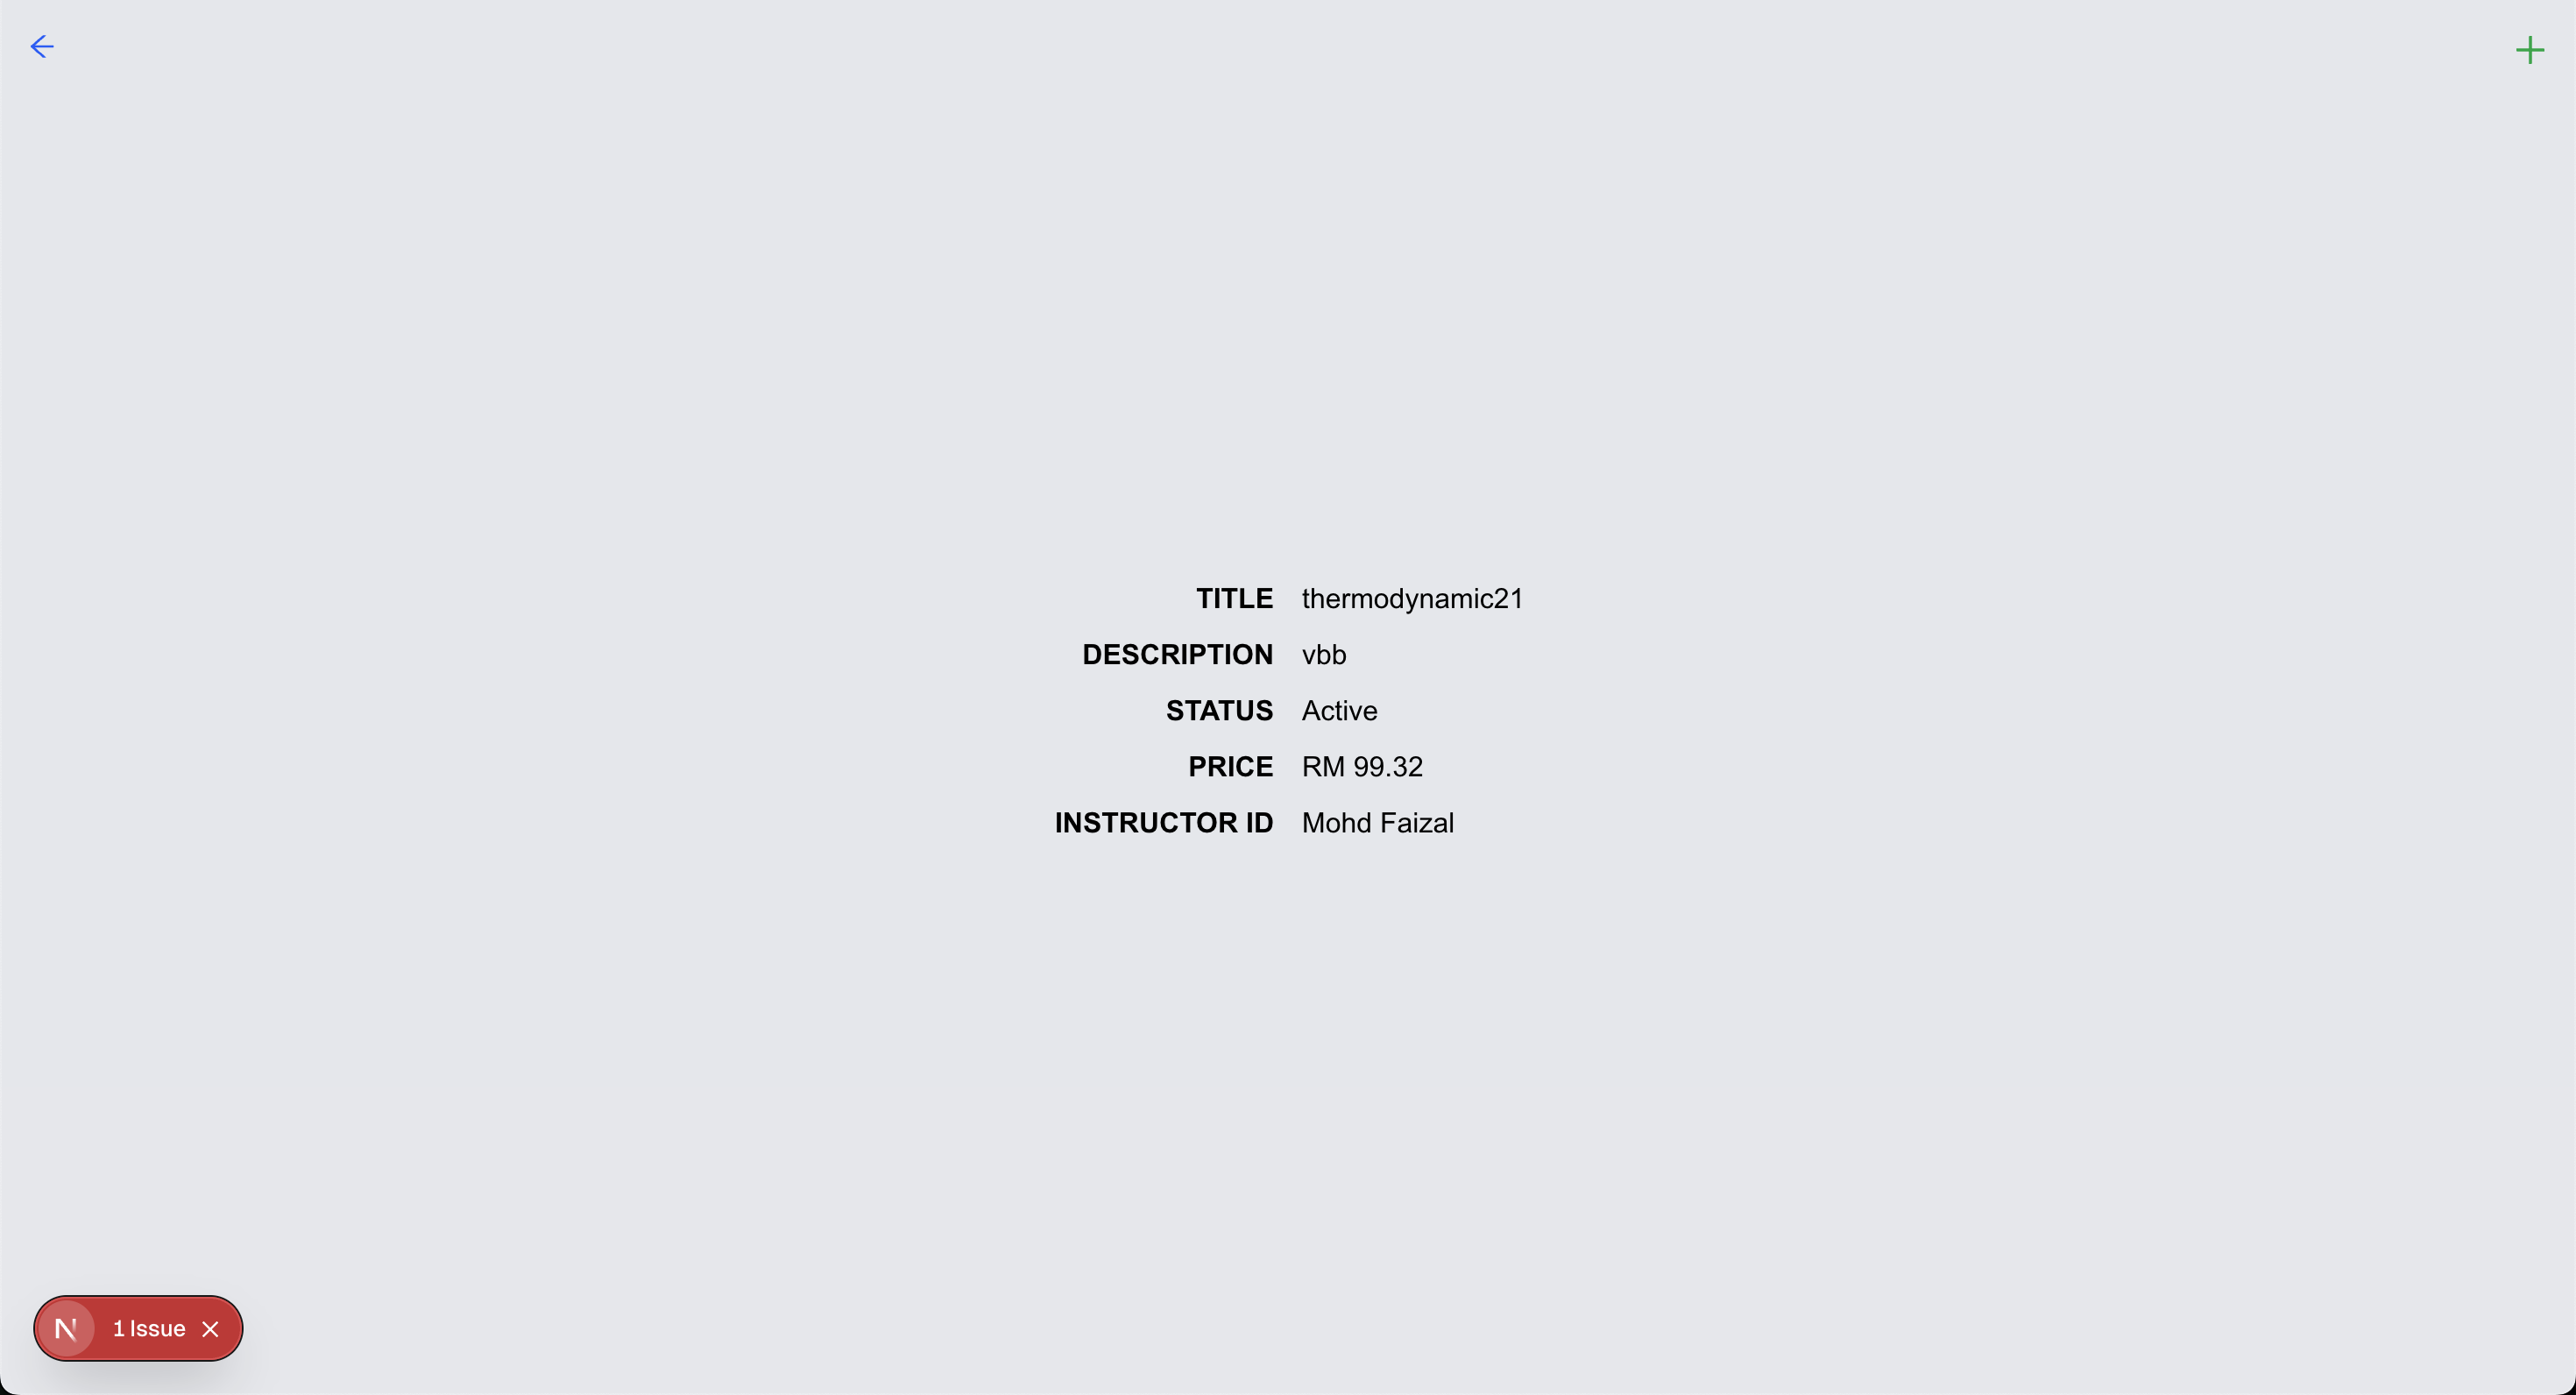 TITLE thermodynamic21
DESCRIPTION vbb
STATUS Active
PRICE RM 99.32
INSTRUCTOR ID Mohd Faizal
N 1 Issue